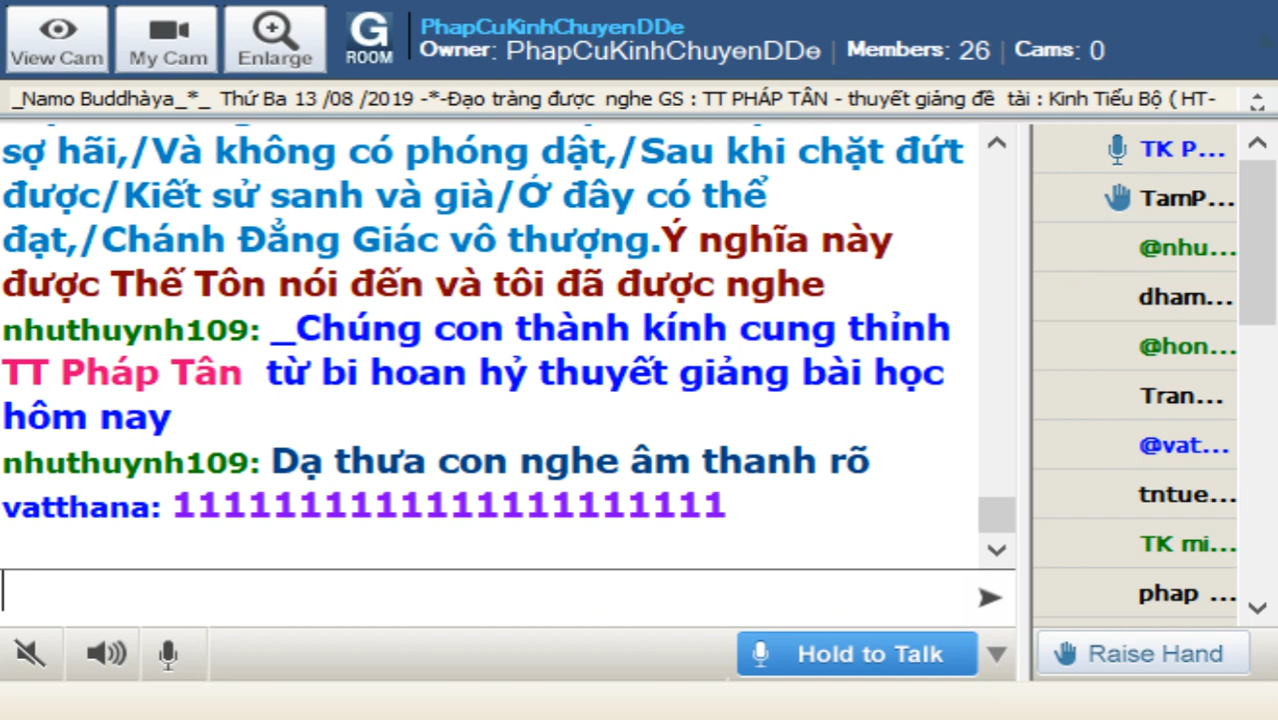 View Cam
My Cam
Enlarge
G
ROOM
PhapCuKinhChuyenDDe
Owner: PhapCuKinhChuyenDDe | Members: 26 | Cams: 0
_Namo Buddhàya_*_ Thứ Ba 13 /08 /2019 -*-Đạo tràng được nghe GS : TT PHÁP TÂN - thuyết giảng đề tài : Kinh Tiểu Bộ ( HT-
sợ hãi,/Và không có phóng dật,/Sau khi chặt đứt
được/Kiết sử sanh và già/Ở đây có thể
đạt,/Chánh Đẳng Giác vô thượng.Ý nghĩa này
được Thế Tôn nói đến và tôi đã được nghe
nhuthuynh109: _Chúng con thành kính cung thỉnh
TT Pháp Tân từ bi hoan hỷ thuyết giảng bài học
hôm nay
nhuthuynh109: Dạ thưa con nghe âm thanh rõ
vatthana: 1111111111111111111111
TK P...
TamP...
@nhu...
dham...
@hon...
Tran...
@vat...
tntue...
TK mi...
phap ...
Hold to Talk
Raise Hand